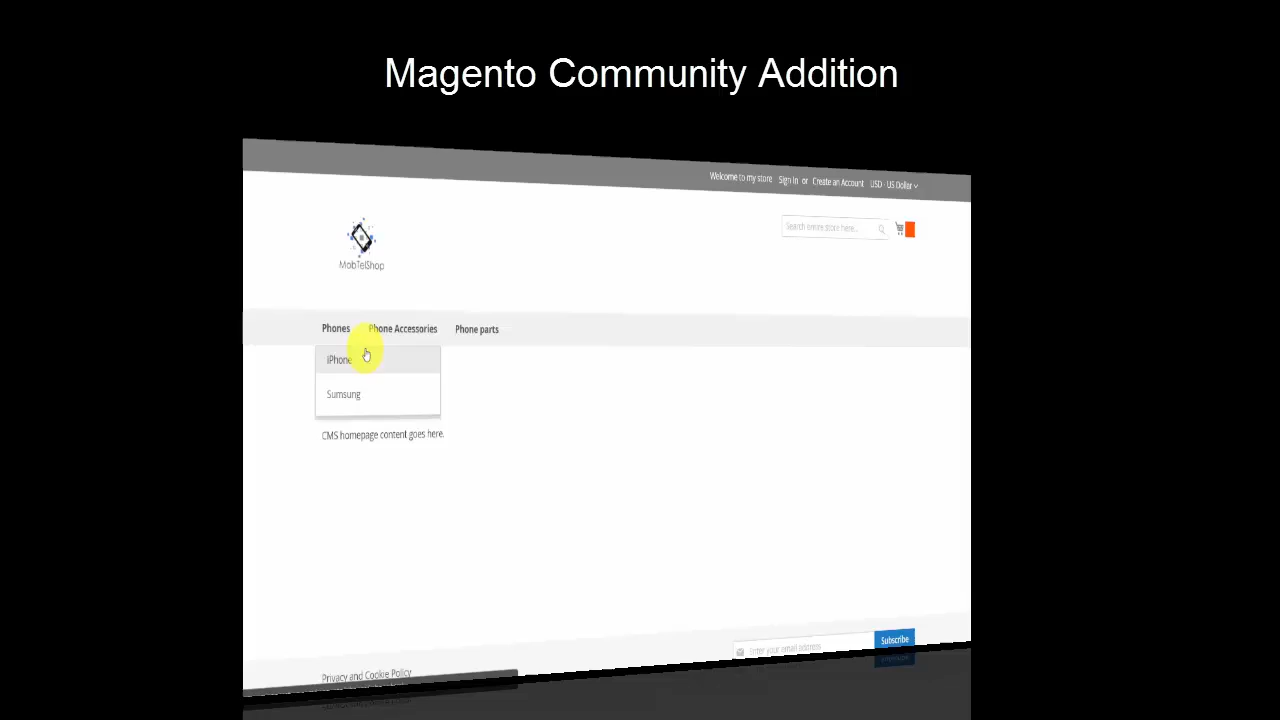 Magento Community Addition
Welcome to my store Sign In or Create an Account USD - US Dollar
Search entire store here...
MobTelShop
Phones Phone Accessories Phone parts
iPhone
Sumsung
CMS homepage content goes here.
Enter your email address Subscribe
Privacy and Cookie Policy